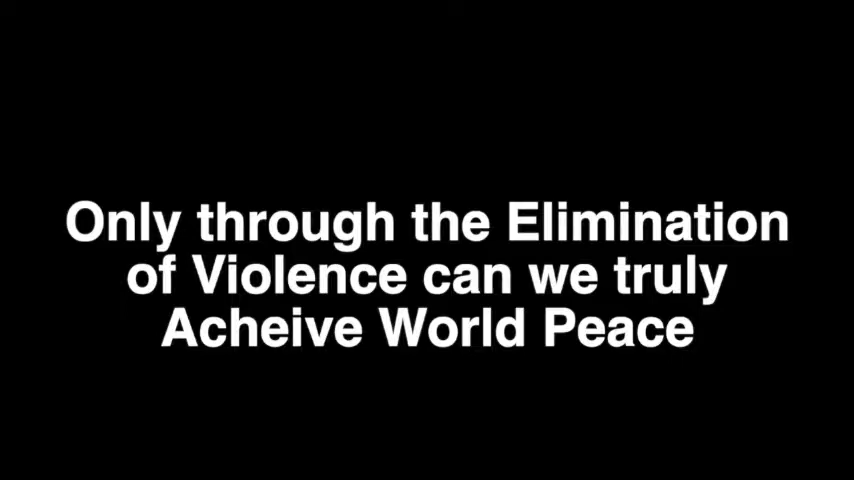 Only through the Elimination
of Violence can we truly
Acheive World Peace